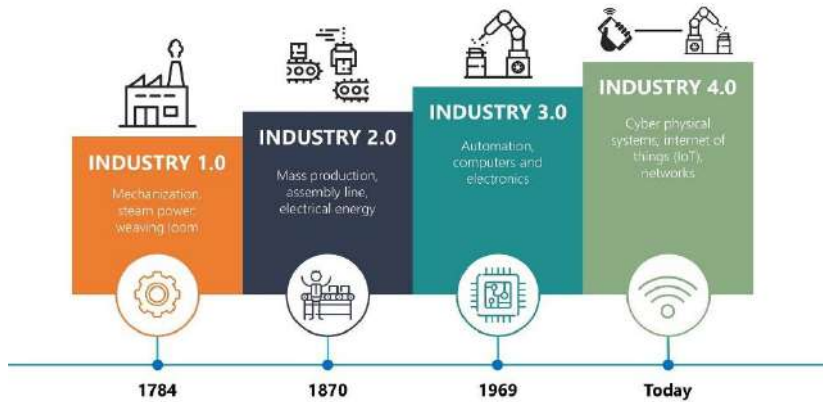 INDUSTRY 1.0
Mechanization,
steam power,
weaving loom
INDUSTRY 2.0
Mass production,
assembly line,
electrical energy
INDUSTRY 3.0
Automation,
computers and
electronics
INDUSTRY 4.0
Cyber physical
systems, internet of
things (IoT),
networks
1784
1870
1969
Today